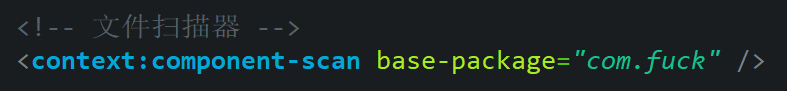 <!-- 文件扫描器 -->
<context:component-scan base-package="com.fuck" />